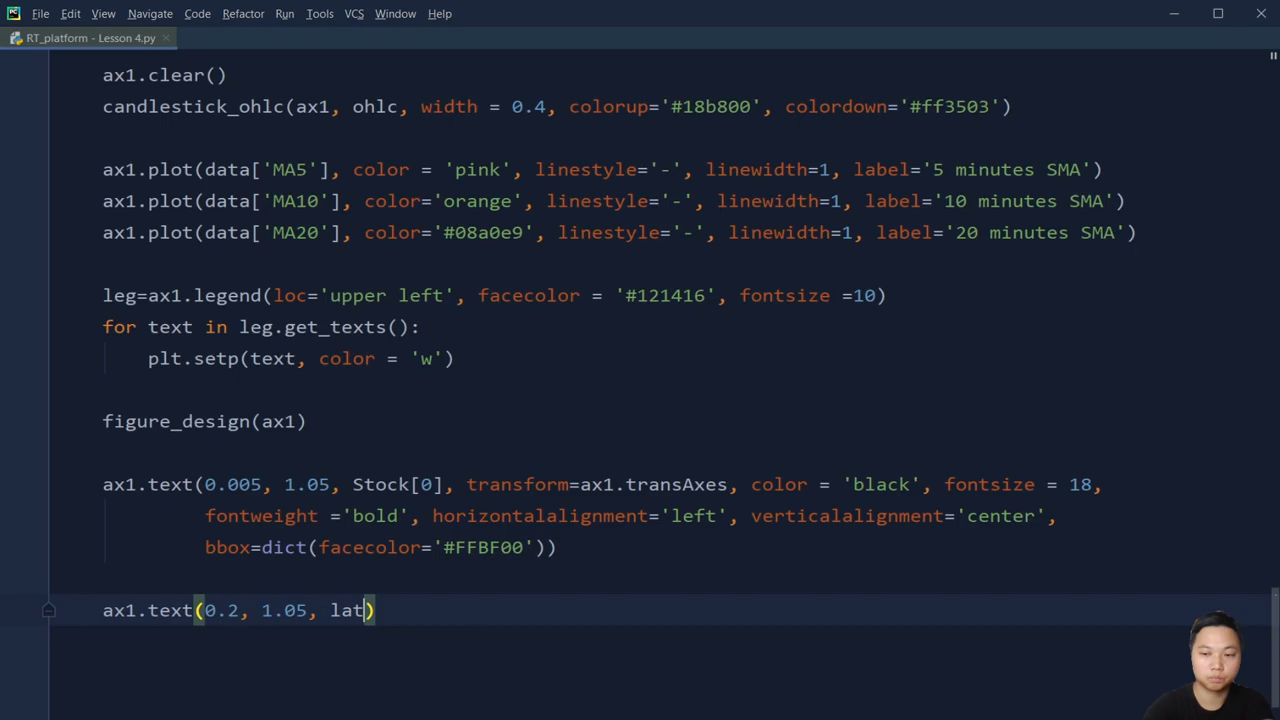 PC File Edit View Navigate Code Refactor Run Tools VCS Window Help
RT_platform - Lesson 4.py
ax1.clear()
candlestick_ohlc(ax1, ohlc, width = 0.4, colorup='#18b800', colordown='#ff3503')
ax1.plot(data['MA5'], color = 'pink', linestyle='-', linewidth=1, label='5 minutes SMA')
ax1.plot(data['MA10'], color='orange', linestyle='-', linewidth=1, label='10 minutes SMA')
ax1.plot(data['MA20'], color='#08a0e9', linestyle='-', linewidth=1, label='20 minutes SMA')
leg=ax1.legend(loc='upper left', facecolor = '#121416', fontsize =10)
for text in leg.get_texts():
plt.setp(text, color = 'w')
figure_design(ax1)
ax1.text(0.005, 1.05, Stock[0], transform=ax1.transAxes, color = 'black', fontsize = 18,
fontweight ='bold', horizontalalignment='left', verticalalignment='center',
bbox=dict(facecolor='#FFBF00'))
ax1.text(0.2, 1.05, lat)